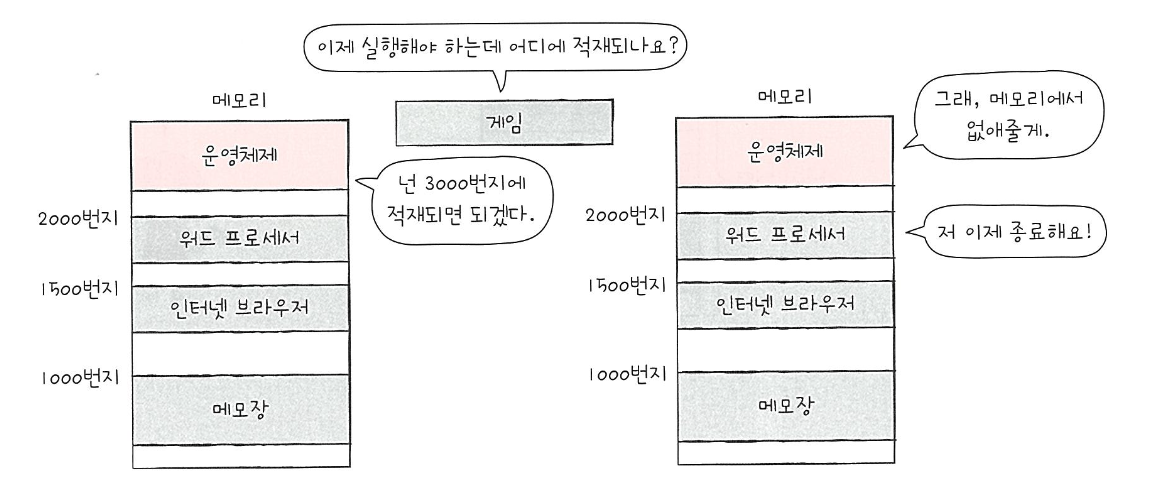 이제 실행해야 하는데 어디에 적재되나요?
메모리
게임
운영체제
넌 3000번지에
적재되면 되겠다.
2000번지
워드 프로세서
1500번지
인터넷 브라우저
1000번지
메모장
메모리
그래, 메모리에서
없애줄게.
운영체제
2000번지
워드 프로세서
저 이제 종료해요!
1500번지
인터넷 브라우저
1000번지
메모장